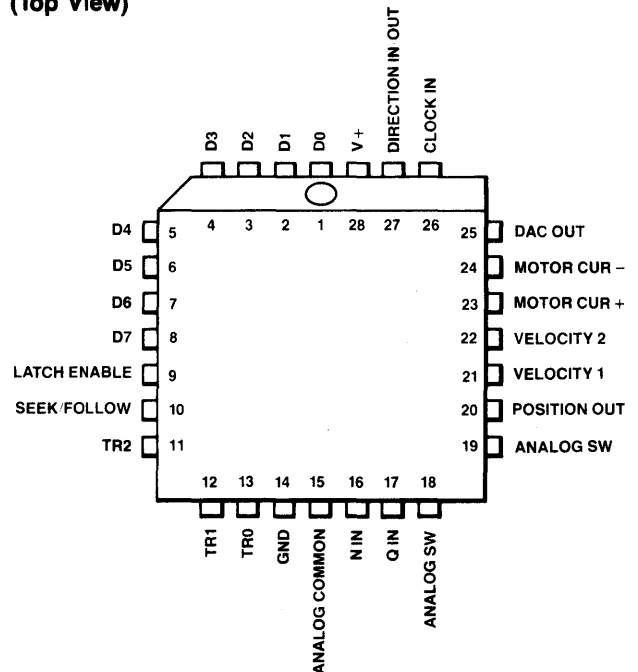 (Top View)
D3
D2
D1
D0
V+
DIRECTION IN OUT
CLOCK IN
4
3
2
1
28
27
26
D4 5
D5 6
D6 7
D7 8
LATCH ENABLE 9
SEEK/FOLLOW 10
TR2 11
25 DAC OUT
24 MOTOR CUR −
23 MOTOR CUR +
22 VELOCITY 2
21 VELOCITY 1
20 POSITION OUT
19 ANALOG SW
12
13
14
15
16
17
18
TR1
TR0
GND
ANALOG COMMON
N IN
Q IN
ANALOG SW